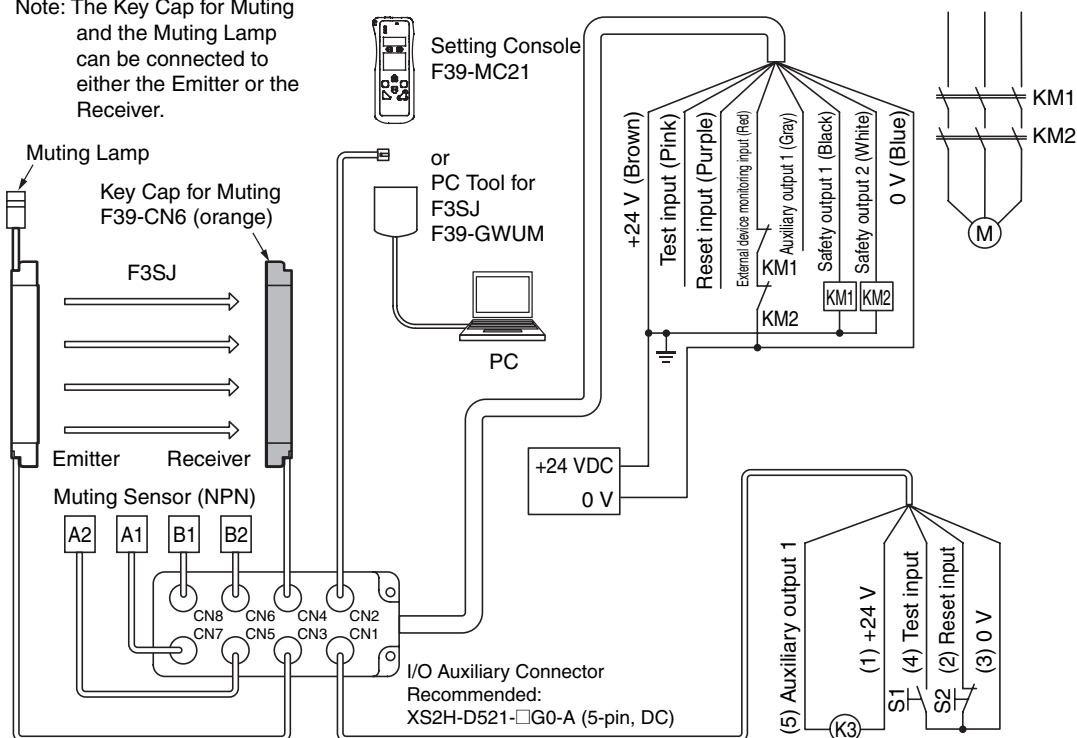 Note: The Key Cap for Muting
and the Muting Lamp
can be connected to
either the Emitter or the
Receiver.
Setting Console
F39-MC21
or
PC Tool for
F3SJ
F39-GWUM
PC
Muting Lamp
Key Cap for Muting
F39-CN6 (orange)
F3SJ
Emitter
Receiver
Muting Sensor (NPN)
A2
A1
B1
B2
CN8
CN6
CN4
CN2
CN7
CN5
CN3
CN1
I/O Auxiliary Connector
Recommended:
XS2H-D521-□G0-A (5-pin, DC)
+24 V (Brown)
Test input (Pink)
Reset input (Purple)
External device monitoring input (Red)
Auxiliary output 1 (Gray)
Safety output 1 (Black)
Safety output 2 (White)
0 V (Blue)
KM1
KM2
KM1
KM2
KM1
KM2
M
+24 VDC
0 V
(5) Auxiliary output 1
(1) +24 V
(4) Test input
(2) Reset input
(3) 0 V
S1
S2
K3